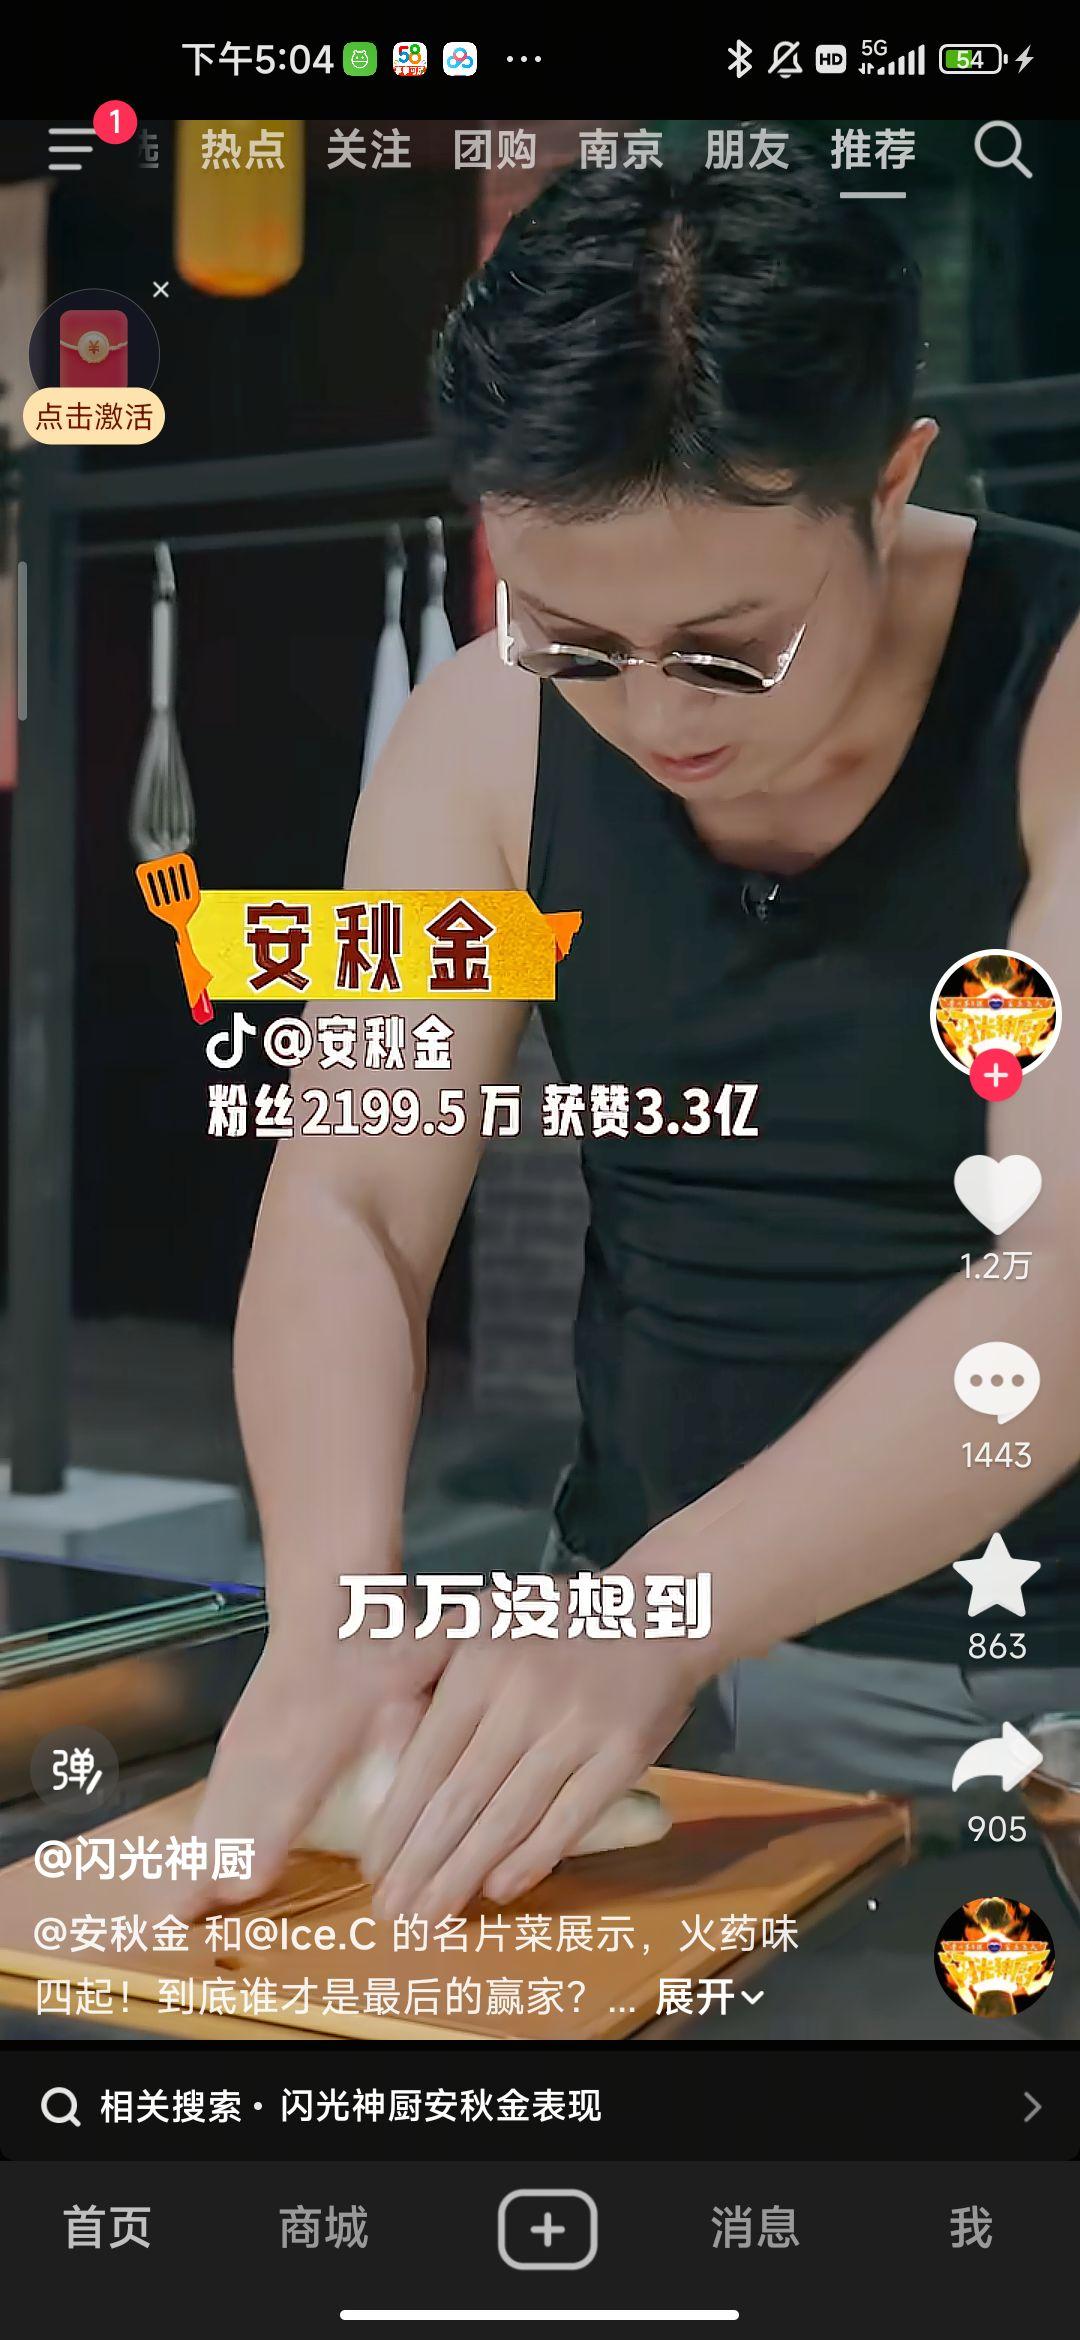 下午5:04
58
HD
5G
54
1
选 热点 关注 团购 南京 朋友 推荐
¥
点击激活
安秋金
@安秋金
粉丝2199.5万 获赞3.3亿
1.2万
1443
万万没想到
863
弹
905
@闪光神厨
@安秋金 和@Ice.C 的名片菜展示，火药味
四起！到底谁才是最后的赢家？... 展开
相关搜索·闪光神厨安秋金表现
首页 商城 消息 我